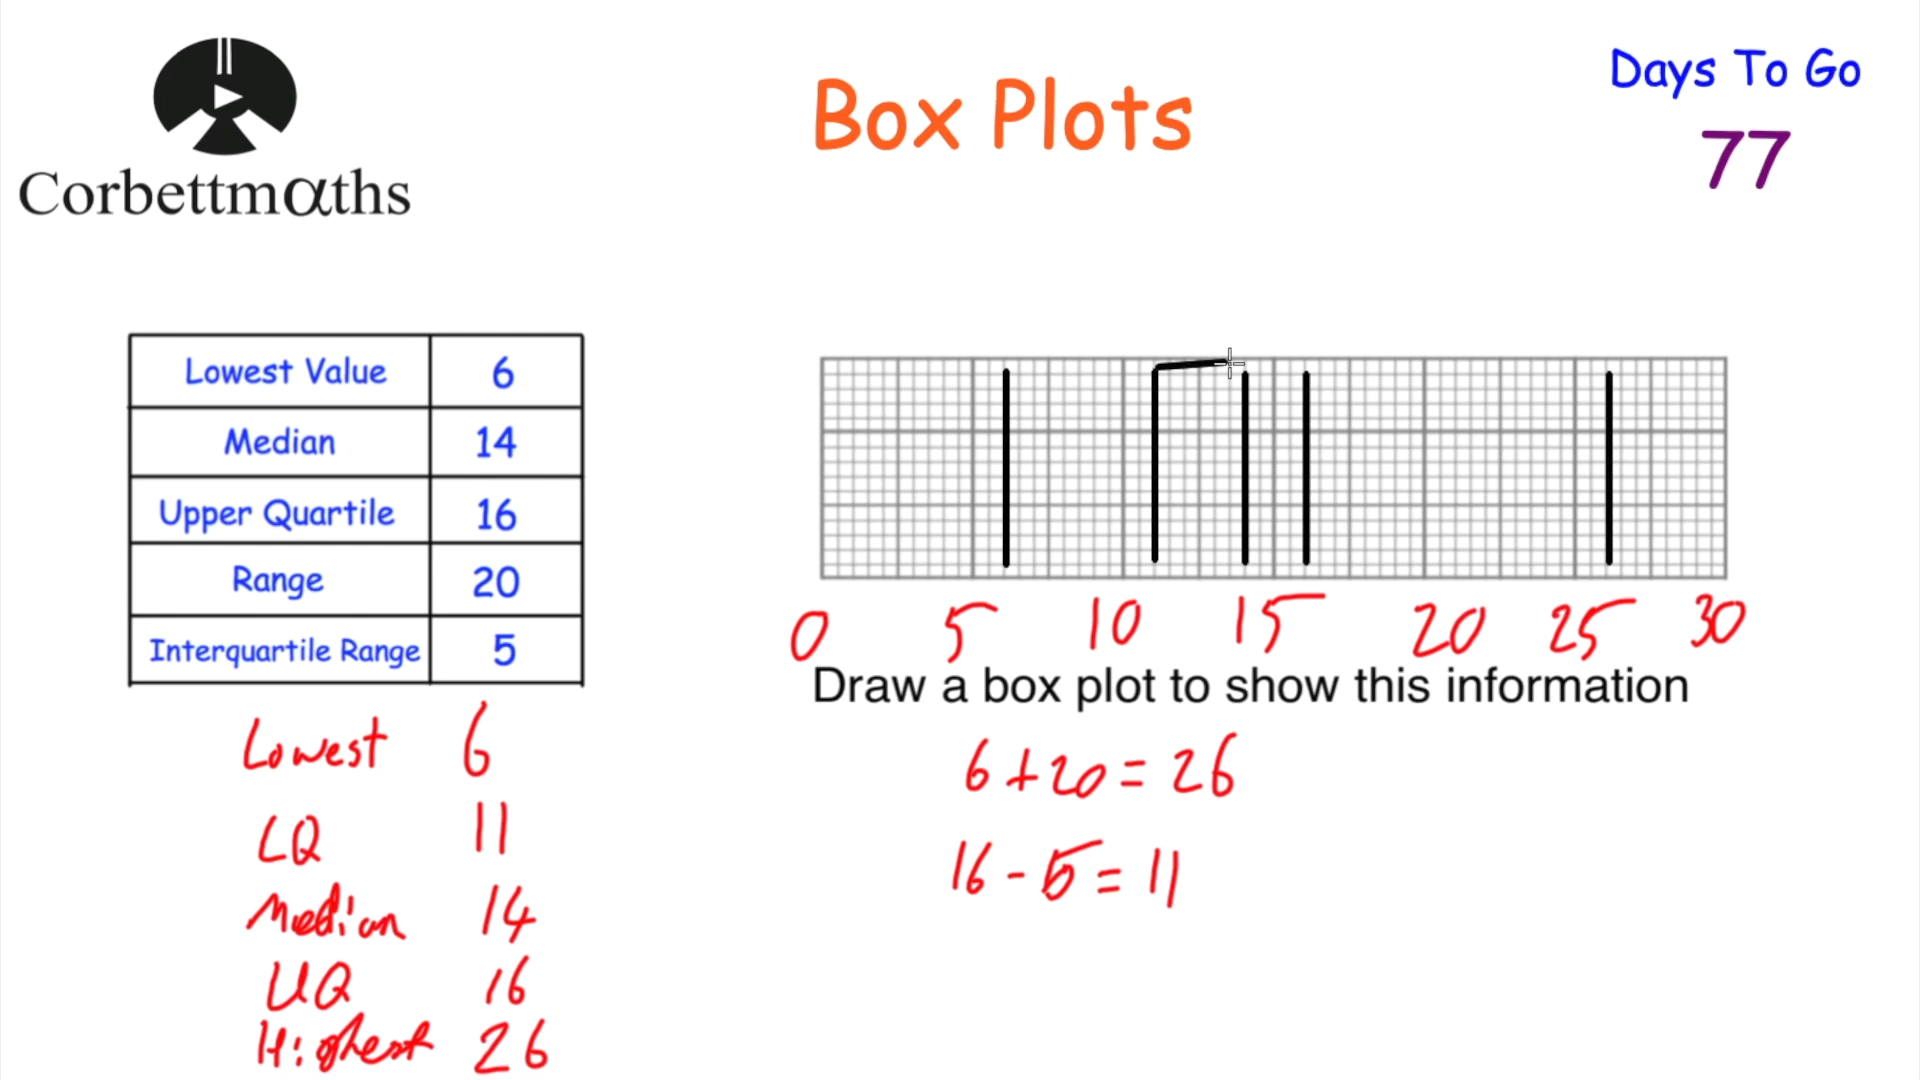 Corbettmαths
Box Plots
Days To Go
77
Lowest Value 6
Median 14
Upper Quartile 16
Range 20
Interquartile Range 5
0 5 10 15 20 25 30
Draw a box plot to show this information
6+20=26
16-5=11
Lowest 6
LQ 11
Median 14
UQ 16
Highest 26